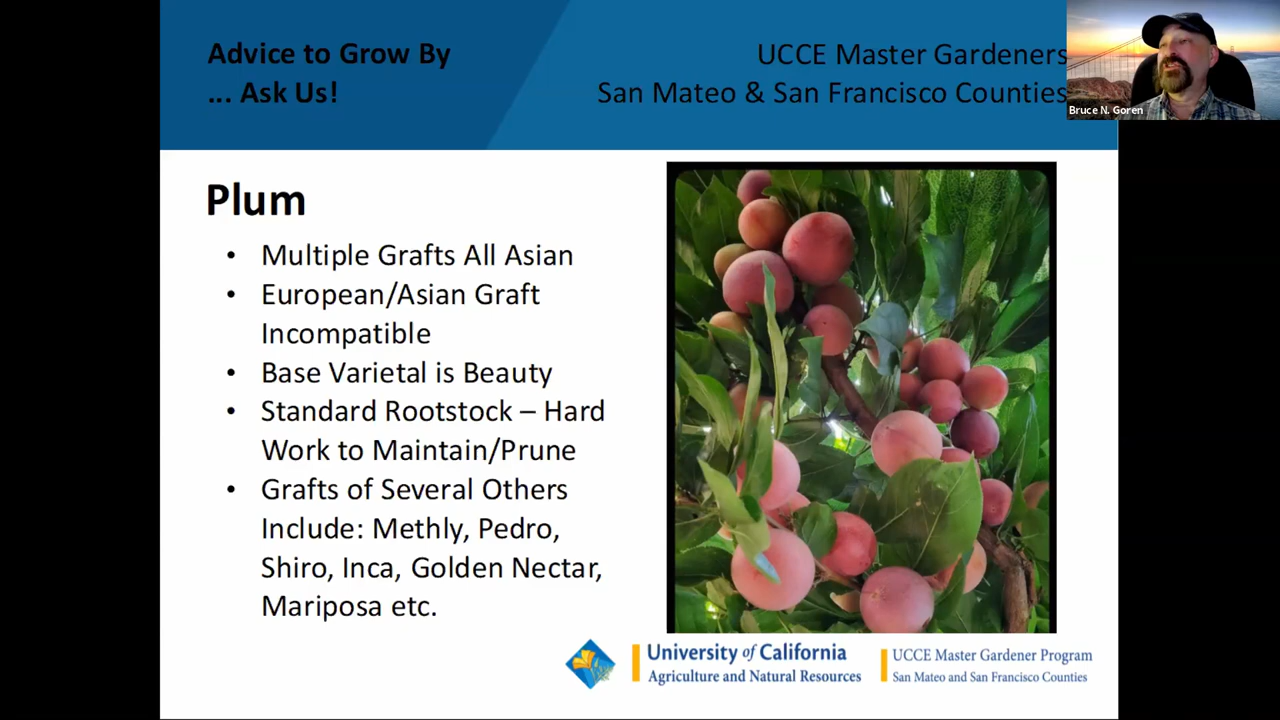 Advice to Grow By
... Ask Us!
UCCE Master Gardeners
San Mateo & San Francisco Counties
Bruce N. Goren
Plum
• Multiple Grafts All Asian
• European/Asian Graft
Incompatible
• Base Varietal is Beauty
• Standard Rootstock – Hard
Work to Maintain/Prune
• Grafts of Several Others
Include: Methly, Pedro,
Shiro, Inca, Golden Nectar,
Mariposa etc.
University of California
Agriculture and Natural Resources
UCCE Master Gardener Program
San Mateo and San Francisco Counties